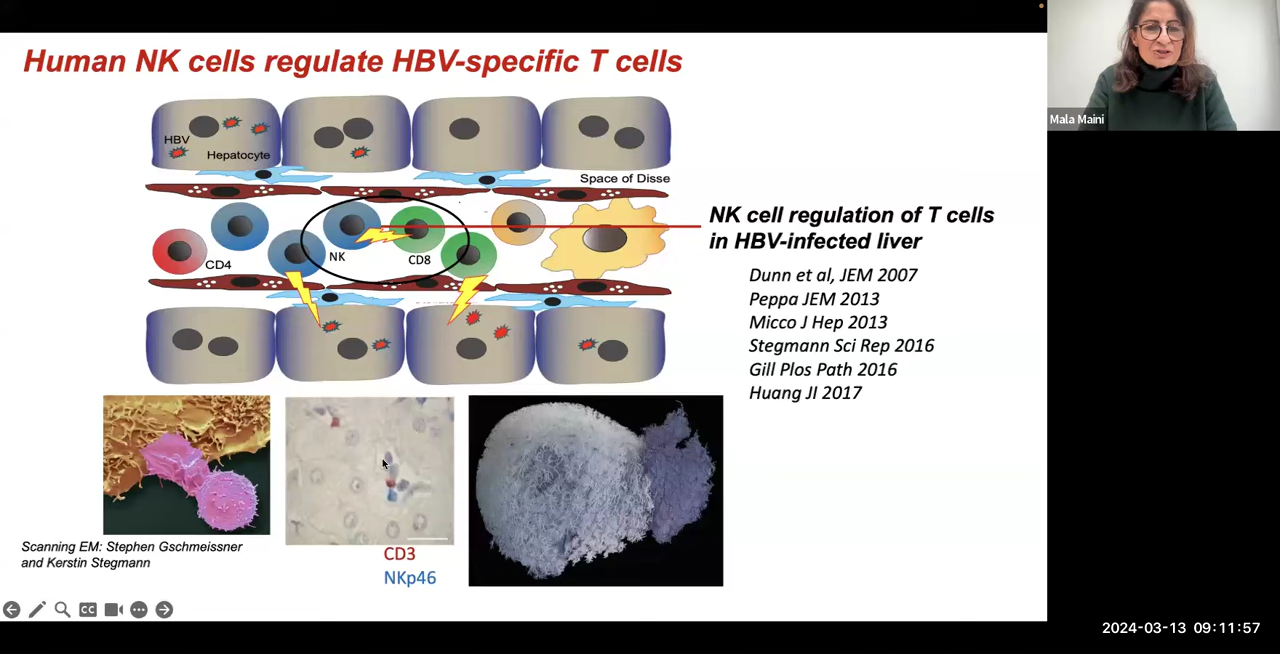 Human NK cells regulate HBV-specific T cells
Mala Maini
HBV
Hepatocyte
Space of Disse
CD4
NK
CD8
NK cell regulation of T cells
in HBV-infected liver
Dunn et al, JEM 2007
Peppa JEM 2013
Micco J Hep 2013
Stegmann Sci Rep 2016
Gill Plos Path 2016
Huang JI 2017
Scanning EM: Stephen Gschmeissner
and Kerstin Stegmann
CD3
NKp46
CC
2024-03-13 09:11:57